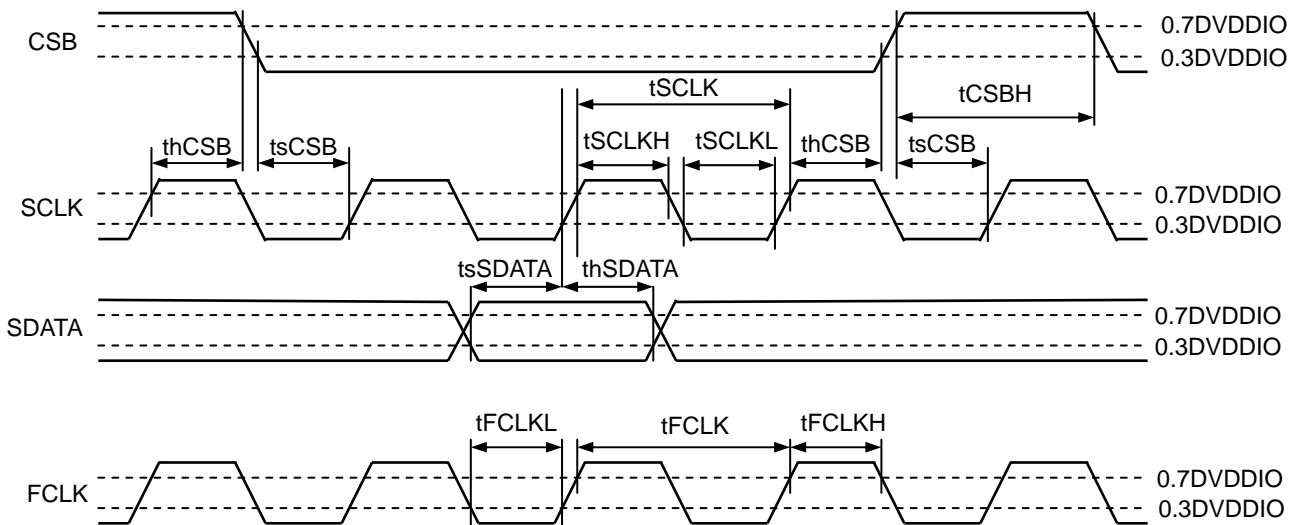 CSB
0.7DVDDIO
0.3DVDDIO
tSCLK
tCSBH
thCSB
tsCSB
tSCLKH
tSCLKL
thCSB
tsCSB
SCLK
0.7DVDDIO
0.3DVDDIO
tsSDATA
thSDATA
SDATA
0.7DVDDIO
0.3DVDDIO
tFCLKL
tFCLK
tFCLKH
FCLK
0.7DVDDIO
0.3DVDDIO